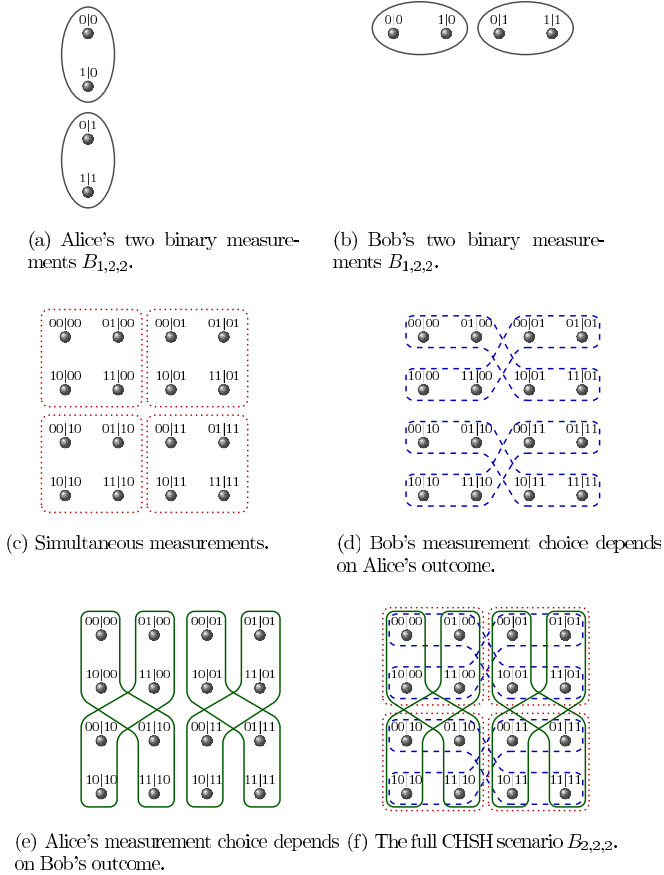 0|0
1|0
0|1
1|1
0|0 1|0 0|1 1|1
(a) Alice's two binary measure-
ments B1,2,2.
(b) Bob's two binary measure-
ments B1,2,2.
00|00 01|00 00|01 01|01
10|00 11|00 10|01 11|01
00|10 01|10 00|11 01|11
10|10 11|10 10|11 11|11
(c) Simultaneous measurements.
00|00 01|00 00|01 01|01
10|00 11|00 10|01 11|01
00|10 01|10 00|11 01|11
10|10 11|10 10|11 11|11
(d) Bob's measurement choice depends
on Alice's outcome.
00|00 01|00 00|01 01|01
10|00 11|00 10|01 11|01
00|10 01|10 00|11 01|11
10|10 11|10 10|11 11|11
(e) Alice's measurement choice depends
on Bob's outcome.
00|00 01|00 00|01 01|01
10|00 11|00 10|01 11|01
00|10 01|10 00|11 01|11
10|10 11|10 10|11 11|11
(f) The full CHSH scenario B2,2,2.